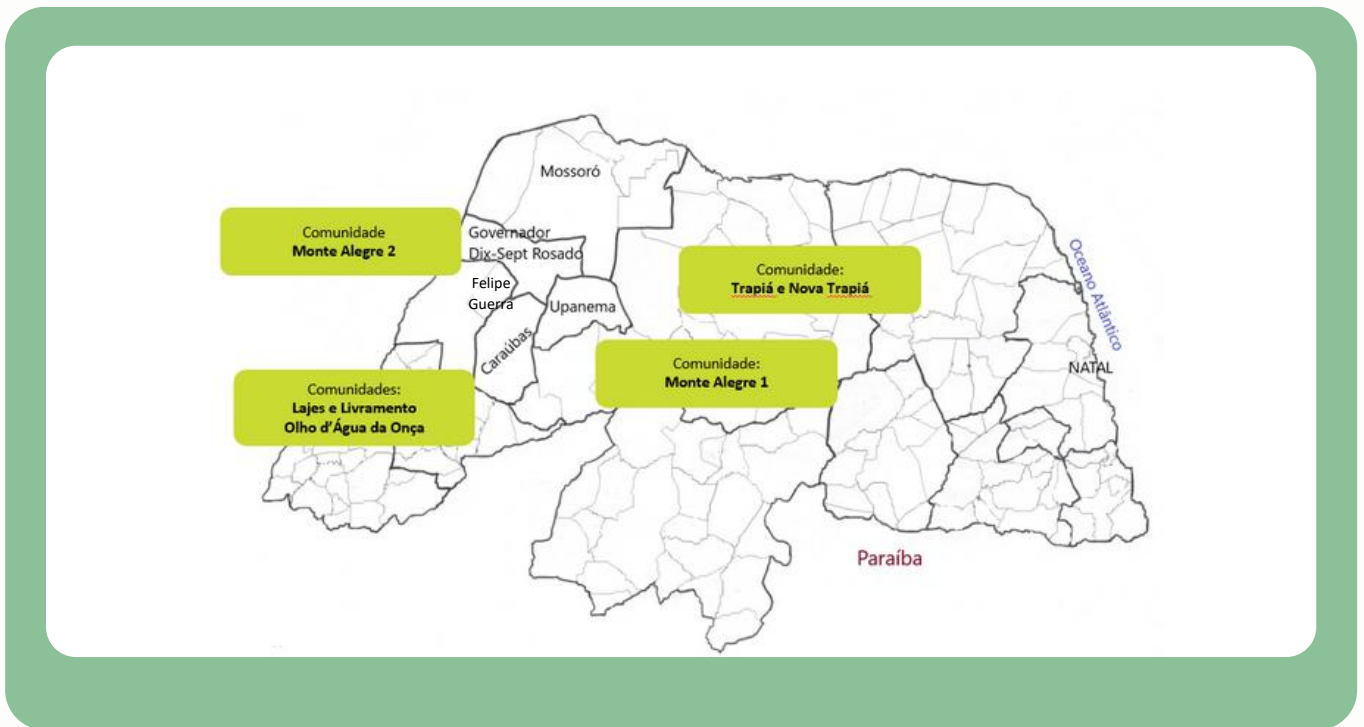 Mossoró
Comunidade
Monte Alegre 2
Governador
Dix-Sept Rosado
Felipe
Guerra
Upanema
Caraúbas
Comunidade:
Trapiá e Nova Trapiá
Comunidade:
Monte Alegre 1
Comunidades:
Lajes e Livramento
Olho d’Água da Onça
Oceano Atlântico
NATAL
Paraíba